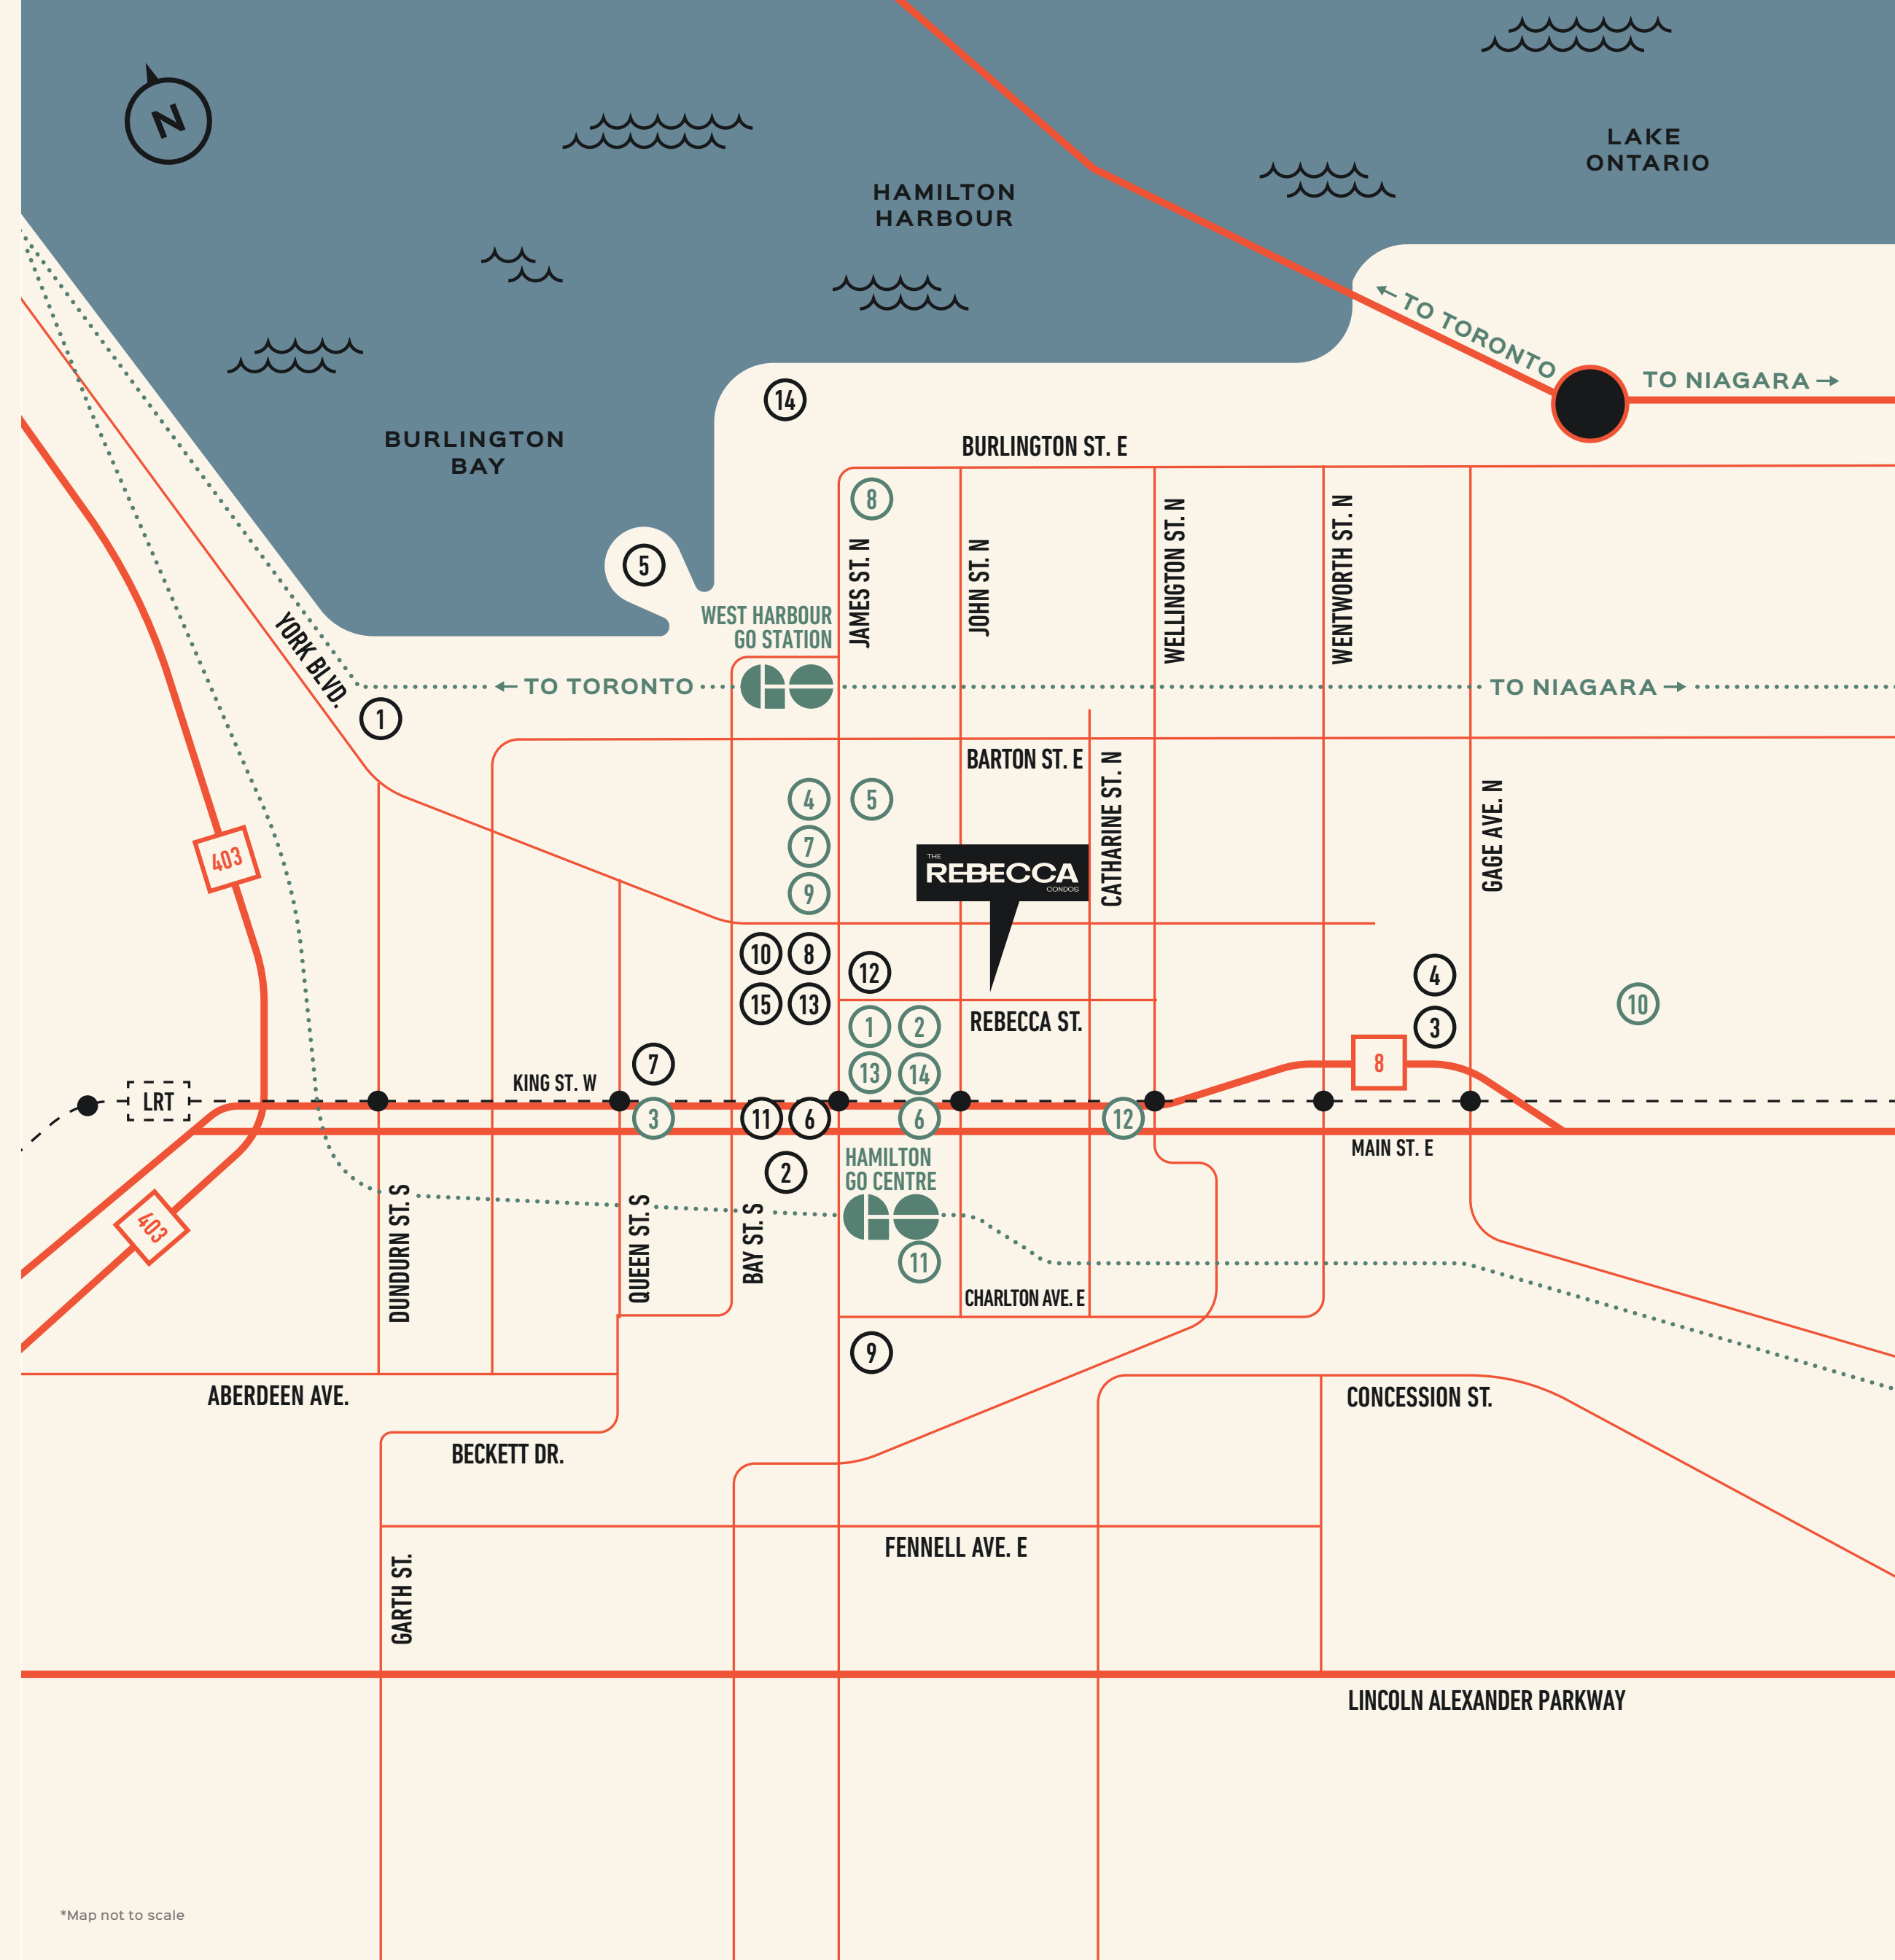 LAKE
ONTARIO
N
HAMILTON
HARBOUR
← TO TORONTO
TO NIAGARA →
14
BURLINGTON
BAY
BURLINGTON ST. E
8
5
JAMES ST. N
JOHN ST. N
WELLINGTON ST. N
WENTWORTH ST. N
WEST HARBOUR
GO STATION
YORK BLVD.
← TO TORONTO
GO
TO NIAGARA →
1
BARTON ST. E
CATHARINE ST. N
GAGE AVE. N
4
5
7
9
403
THE
REBECCA
CONDOS
10
8
12
4
15
13
10
1
2
REBECCA ST.
3
7
13
14
8
KING ST. W
LRT
3
11
6
6
12
MAIN ST. E
HAMILTON
GO CENTRE
2
403
DUNDURN ST. S
QUEEN ST. S
BAY ST. S
GO
11
CHARLTON AVE. E
9
ABERDEEN AVE.
CONCESSION ST.
BECKETT DR.
FENNELL AVE. E
GARTH ST.
LINCOLN ALEXANDER PARKWAY
*Map not to scale